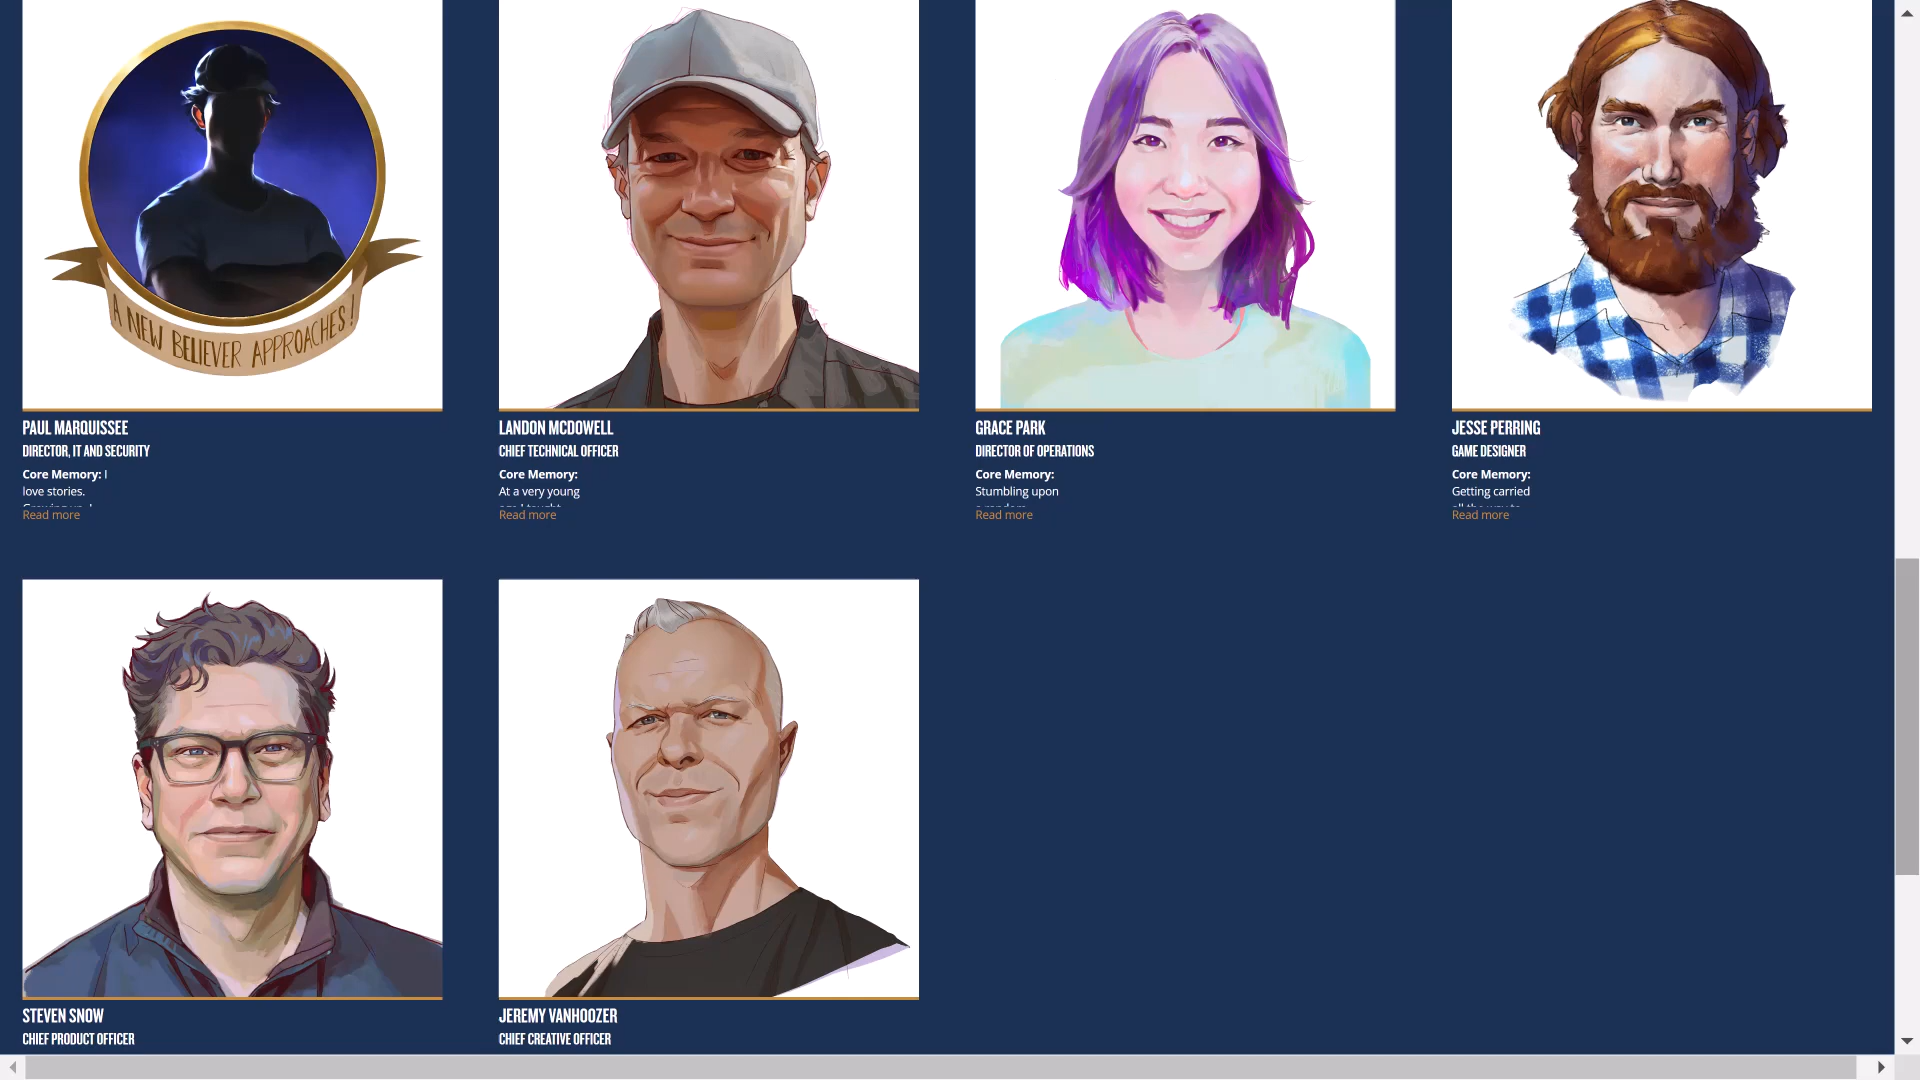 A NEW BELIEVER APPROACHES!
PAUL MARQUISSEE
DIRECTOR, IT AND SECURITY
Core Memory: I
love stories.
Read more
LANDON MCDOWELL
CHIEF TECHNICAL OFFICER
Core Memory:
At a very young
Read more
GRACE PARK
DIRECTOR OF OPERATIONS
Core Memory:
Stumbling upon
Read more
JESSE PERRING
GAME DESIGNER
Core Memory:
Getting carried
Read more
STEVEN SNOW
CHIEF PRODUCT OFFICER
JEREMY VANHOOZER
CHIEF CREATIVE OFFICER